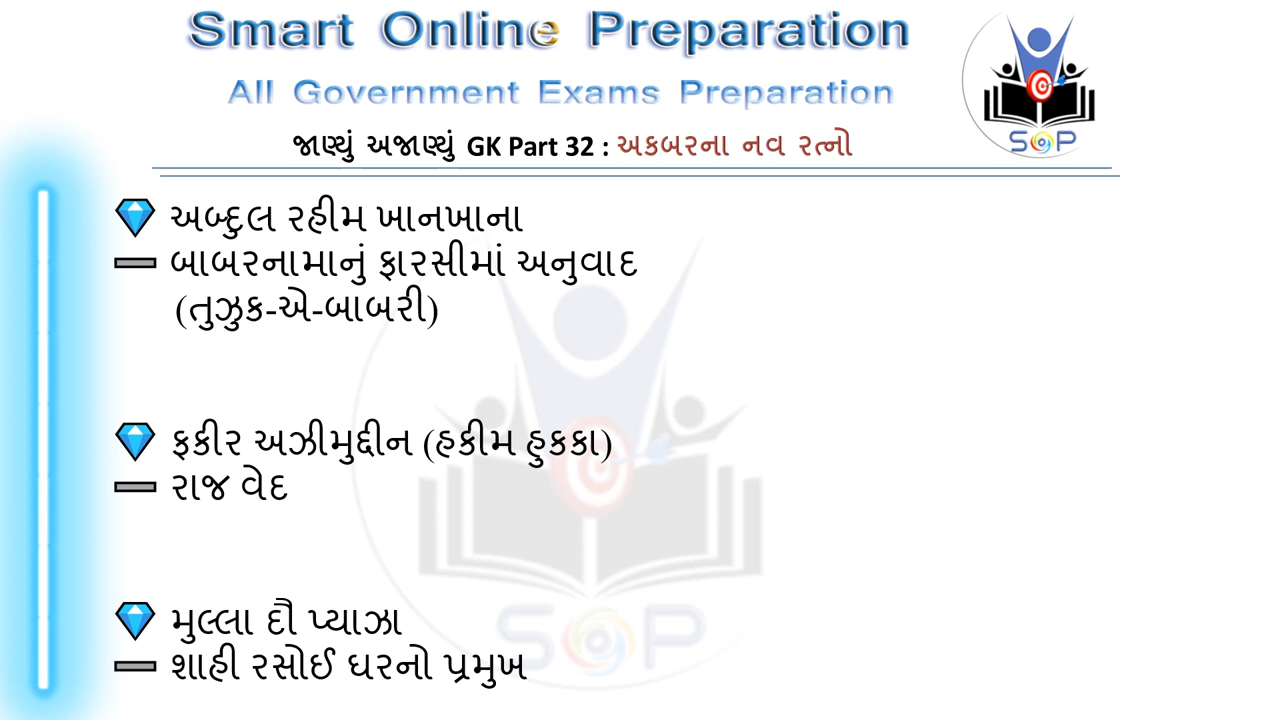 Smart Online Preparation
All Government Exams Preparation
જાણ્યું અજાણ્યું GK Part 32 : અકબરના નવ રત્નો
SOP
અબ્દુલ રહીમ ખાનખાના
બાબરનામાનું ફારસીમાં અનુવાદ
(તુઝુક-એ-બાબરી)
ફકીર અઝીમુદ્દીન (હકીમ હુકકા)
રાજ વેદ
મુલ્લા દૌ પ્યાઝા
શાહી રસોઈ ઘરનો પ્રમુખ
SOP